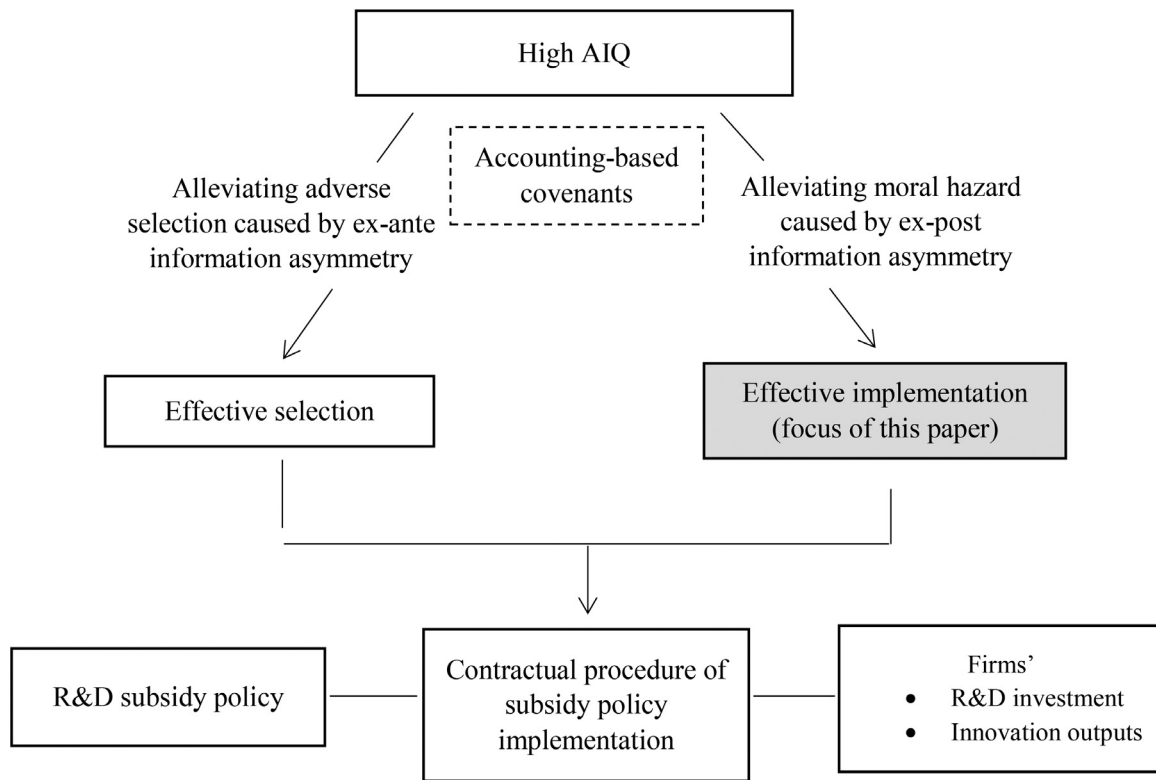 High AIQ
Accounting-based
covenants
Alleviating adverse
selection caused by ex-ante
information asymmetry
Alleviating moral hazard
caused by ex-post
information asymmetry
Effective selection
Effective implementation
(focus of this paper)
R&D subsidy policy
Contractual procedure of
subsidy policy
implementation
Firms’
• R&D investment
• Innovation outputs